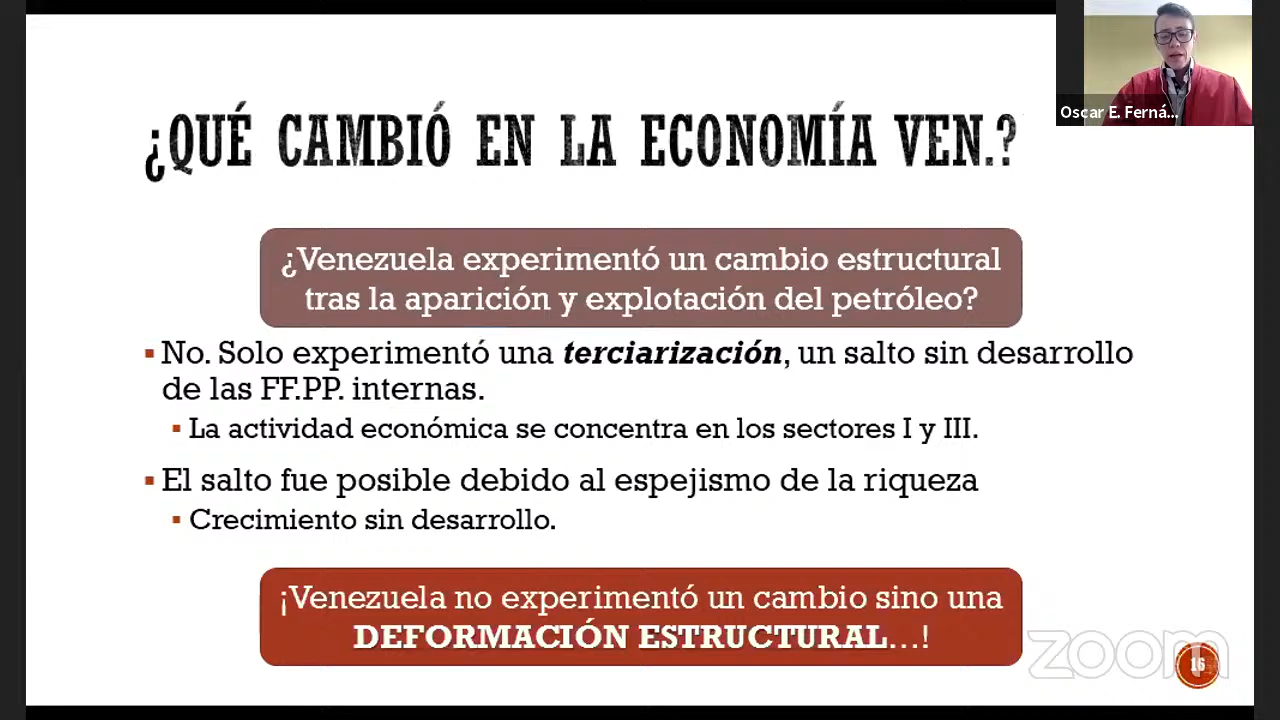 Oscar E. Ferná...
¿QUÉ CAMBIÓ EN LA ECONOMÍA VEN.?
¿Venezuela experimentó un cambio estructural
tras la aparición y explotación del petróleo?
▪ No. Solo experimentó una terciarización, un salto sin desarrollo
de las FF.PP. internas.
▪ La actividad económica se concentra en los sectores I y III.
▪ El salto fue posible debido al espejismo de la riqueza
▪ Crecimiento sin desarrollo.
¡Venezuela no experimentó un cambio sino una
DEFORMACIÓN ESTRUCTURAL...!
zoom
16